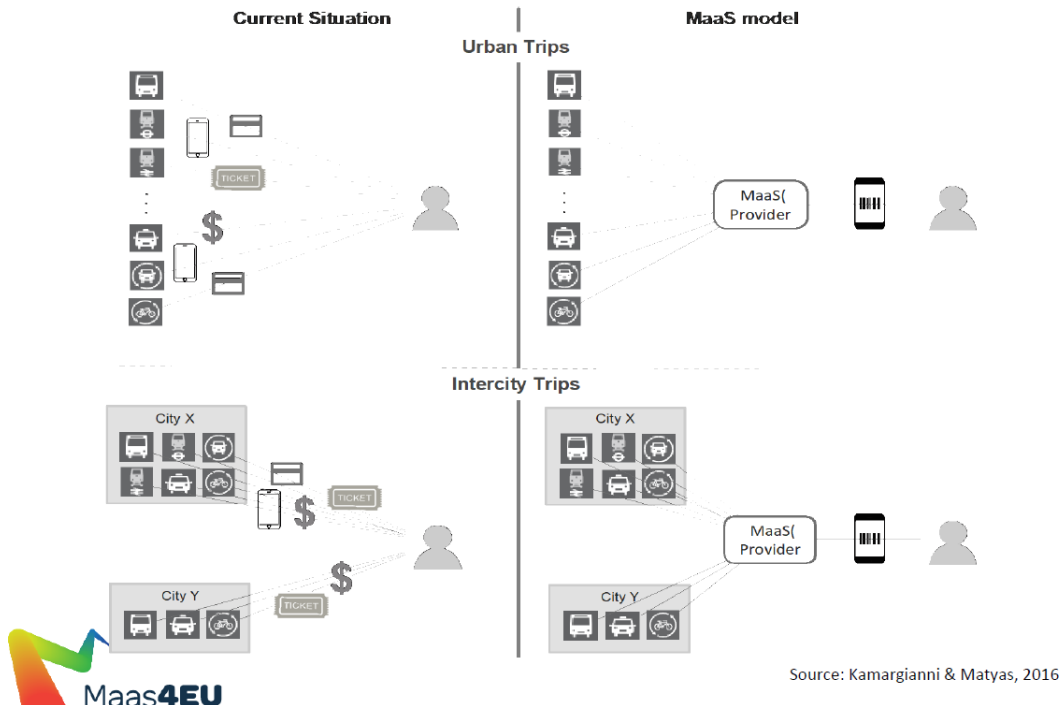 Current Situation
MaaS model
Urban Trips
TICKET
$
MaaS(
Provider
Intercity Trips
City X
City X
$
TICKET
MaaS(
Provider
$
City Y
TICKET
City Y
Source: Kamargianni & Matyas, 2016
Maas4EU